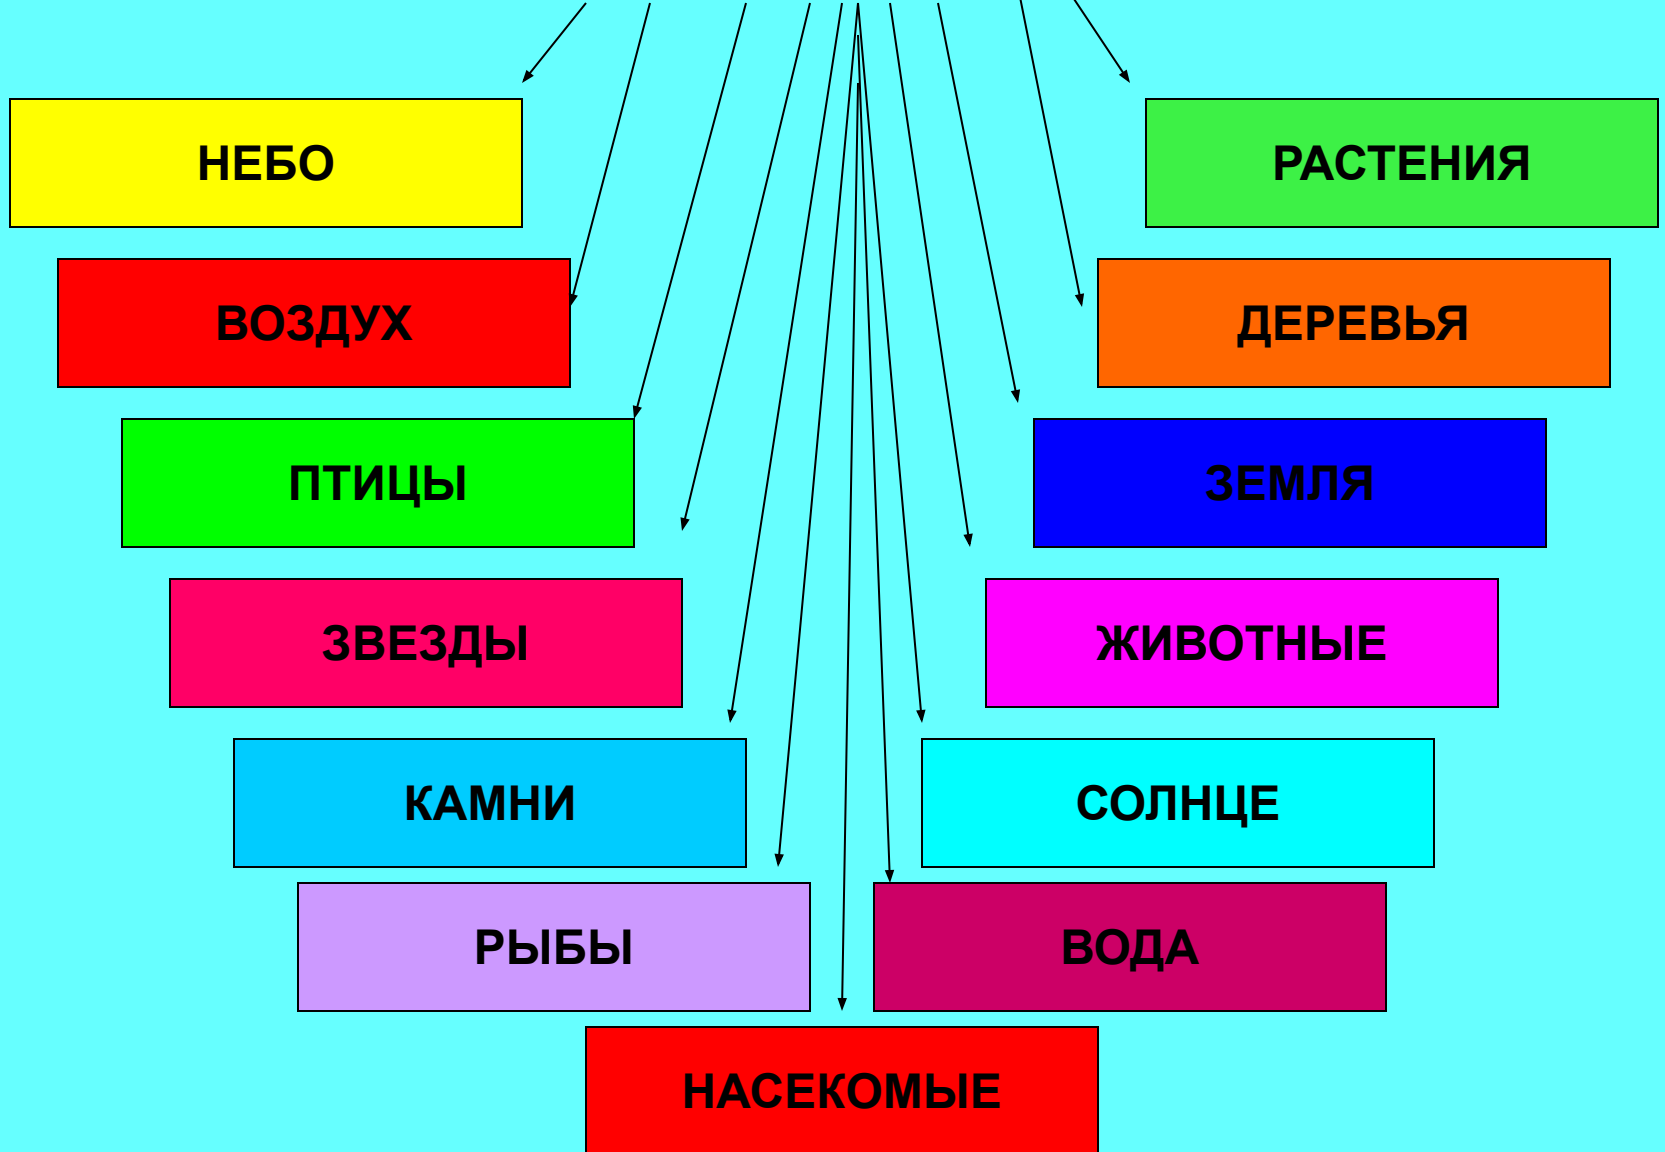 НЕБО
РАСТЕНИЯ
ВОЗДУХ
ДЕРЕВЬЯ
ПТИЦЫ
ЗЕМЛЯ
ЗВЕЗДЫ
ЖИВОТНЫЕ
КАМНИ
СОЛНЦЕ
РЫБЫ
ВОДА
НАСЕКОМЫЕ